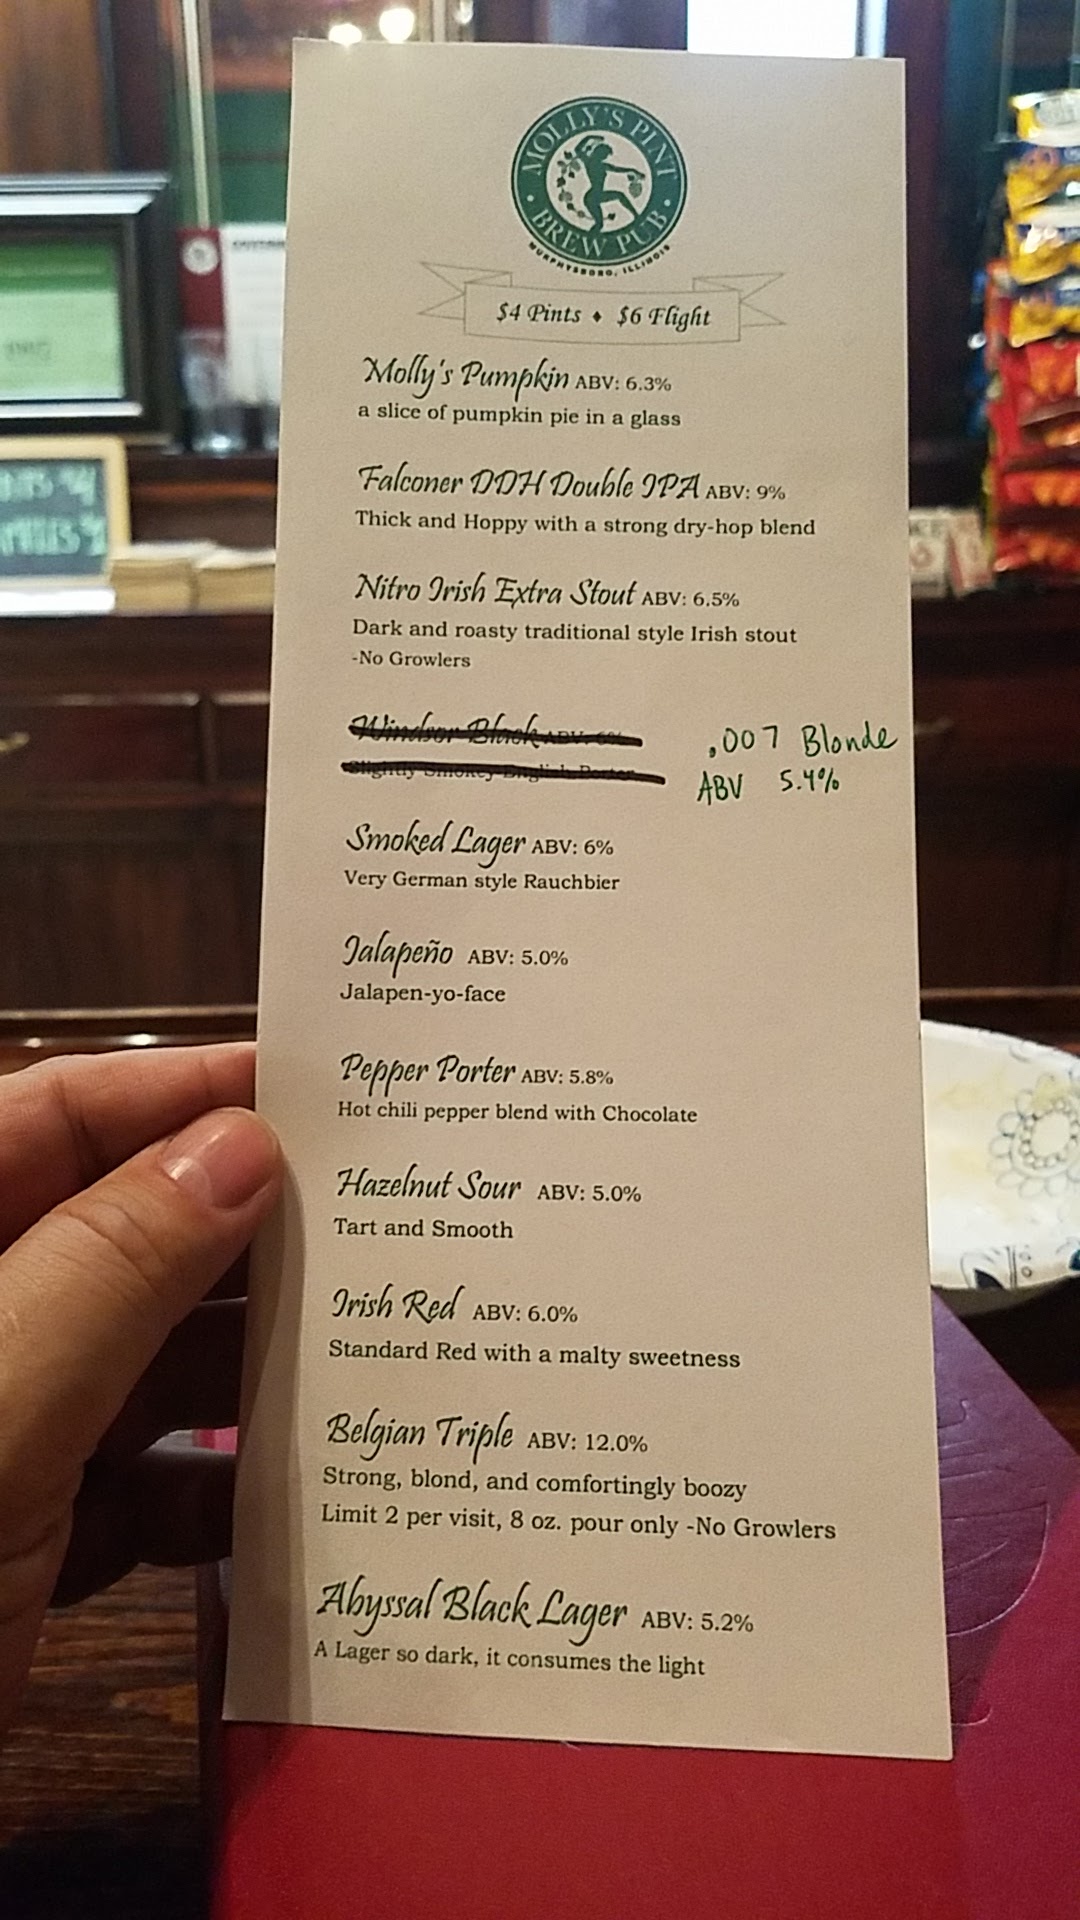 MOLLY'S PINT
BREW PUB
MURPHYSBORO, ILLINOIS
$4 Pints ♦ $6 Flight
Molly's Pumpkin ABV: 6.3%
a slice of pumpkin pie in a glass
Falconer DDH Double IPA ABV: 9%
Thick and Hoppy with a strong dry-hop blend
Nitro Irish Extra Stout ABV: 6.5%
Dark and roasty traditional style Irish stout
-No Growlers
Windsor Black ABV: 6%
Slightly Smokey English Porter
.007 Blonde
ABV 5.4%
Smoked Lager ABV: 6%
Very German style Rauchbier
Jalapeño ABV: 5.0%
Jalapen-yo-face
Pepper Porter ABV: 5.8%
Hot chili pepper blend with Chocolate
Hazelnut Sour ABV: 5.0%
Tart and Smooth
Irish Red ABV: 6.0%
Standard Red with a malty sweetness
Belgian Triple ABV: 12.0%
Strong, blond, and comfortingly boozy
Limit 2 per visit, 8 oz. pour only -No Growlers
Abyssal Black Lager ABV: 5.2%
A Lager so dark, it consumes the light